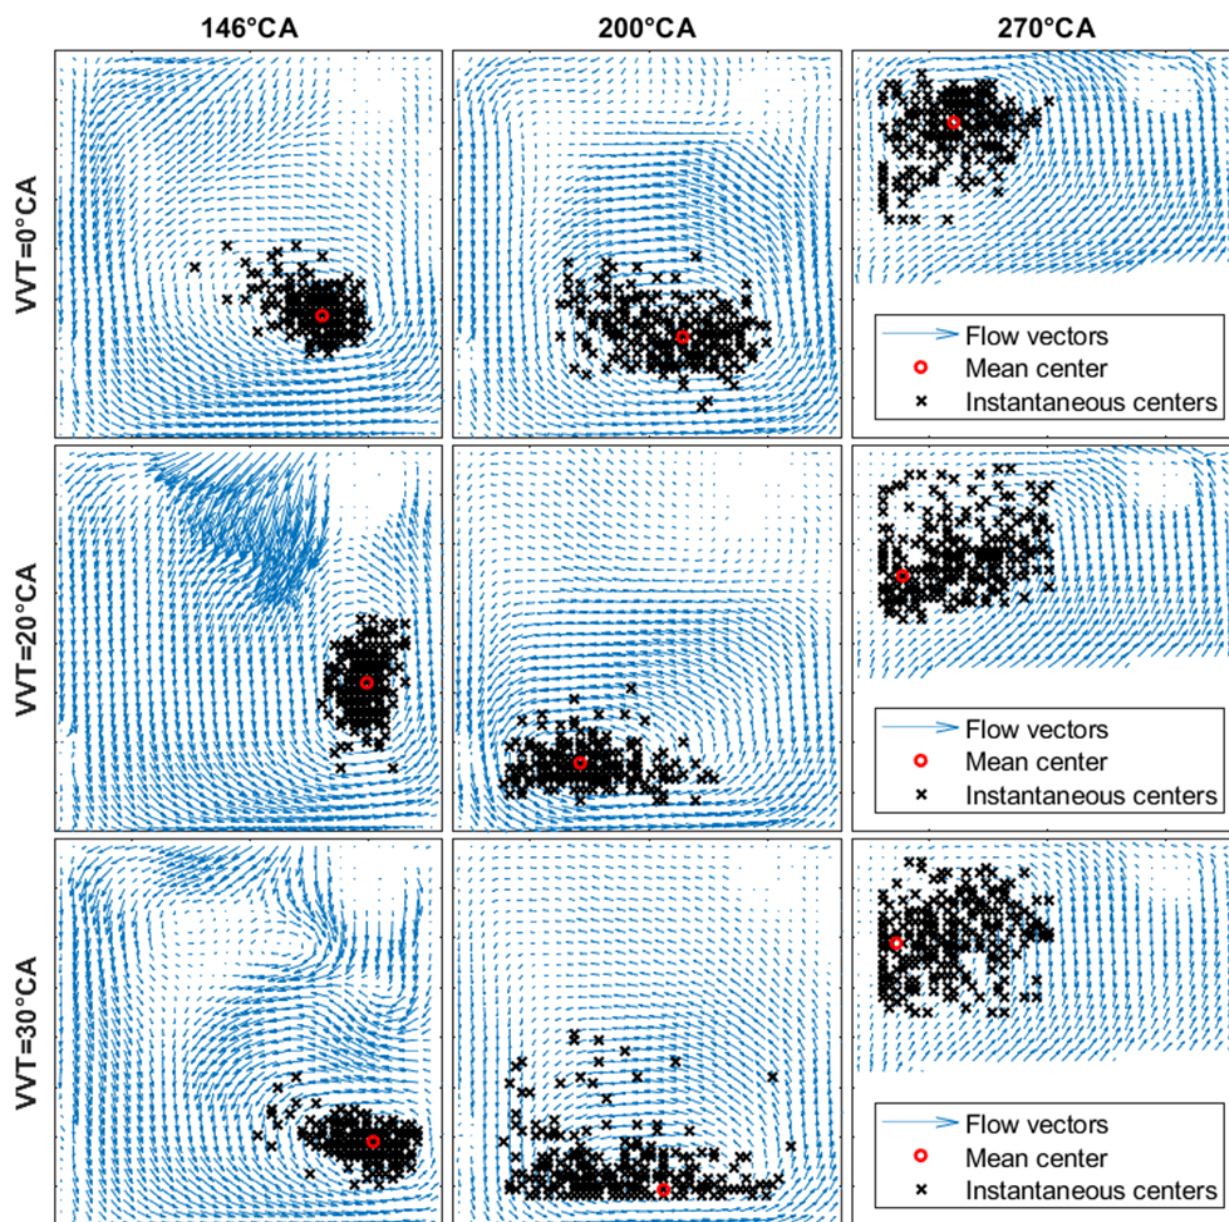 146°CA 200°CA 270°CA
VVT=0°CA
Flow vectors
Mean center
Instantaneous centers
VVT=20°CA
Flow vectors
Mean center
Instantaneous centers
VVT=30°CA
Flow vectors
Mean center
Instantaneous centers